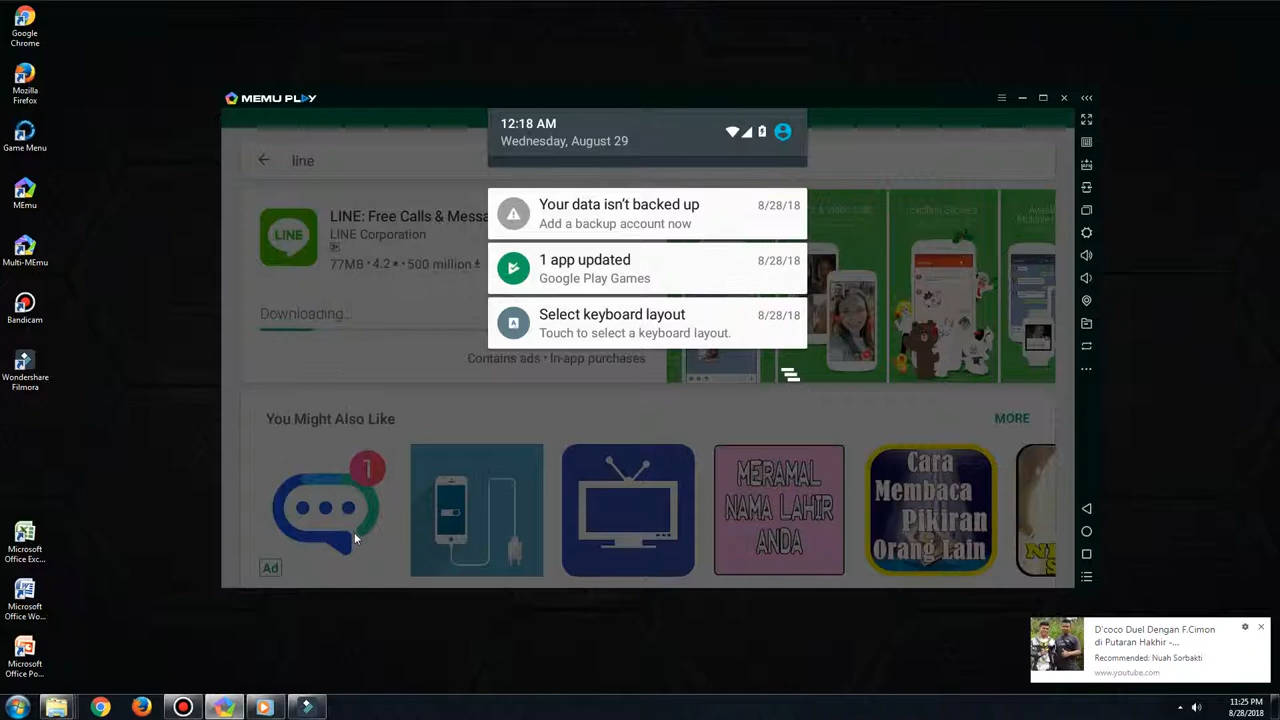 Google
Chrome
Mozilla
Firefox
Game Menu
MEmu
Multi-MEmu
Bandicam
Wondershare
Filmora
Microsoft
Office Exc...
Microsoft
Office Wo...
Microsoft
Office Po...
MEMU PLAY
12:18 AM
Wednesday, August 29
line
Your data isn't backed up 8/28/18
Add a backup account now
1 app updated 8/28/18
Google Play Games
Select keyboard layout 8/28/18
Touch to select a keyboard layout.
LINE
LINE: Free Calls & Messa
LINE Corporation
3+
77MB · 4.2 · 500 million
Downloading...
Contains ads · In-app purchases
You Might Also Like MORE
1
Ad
MERAMAL
NAMA LAHIR
ANDA
Cara
Membaca
Pikiran
Orang Lain
D'coco Duel Dengan F.Cimon
di Putaran Hakhir -...
Recommended: Nuah Sorbakti
www.youtube.com
11:25 PM
8/28/2018